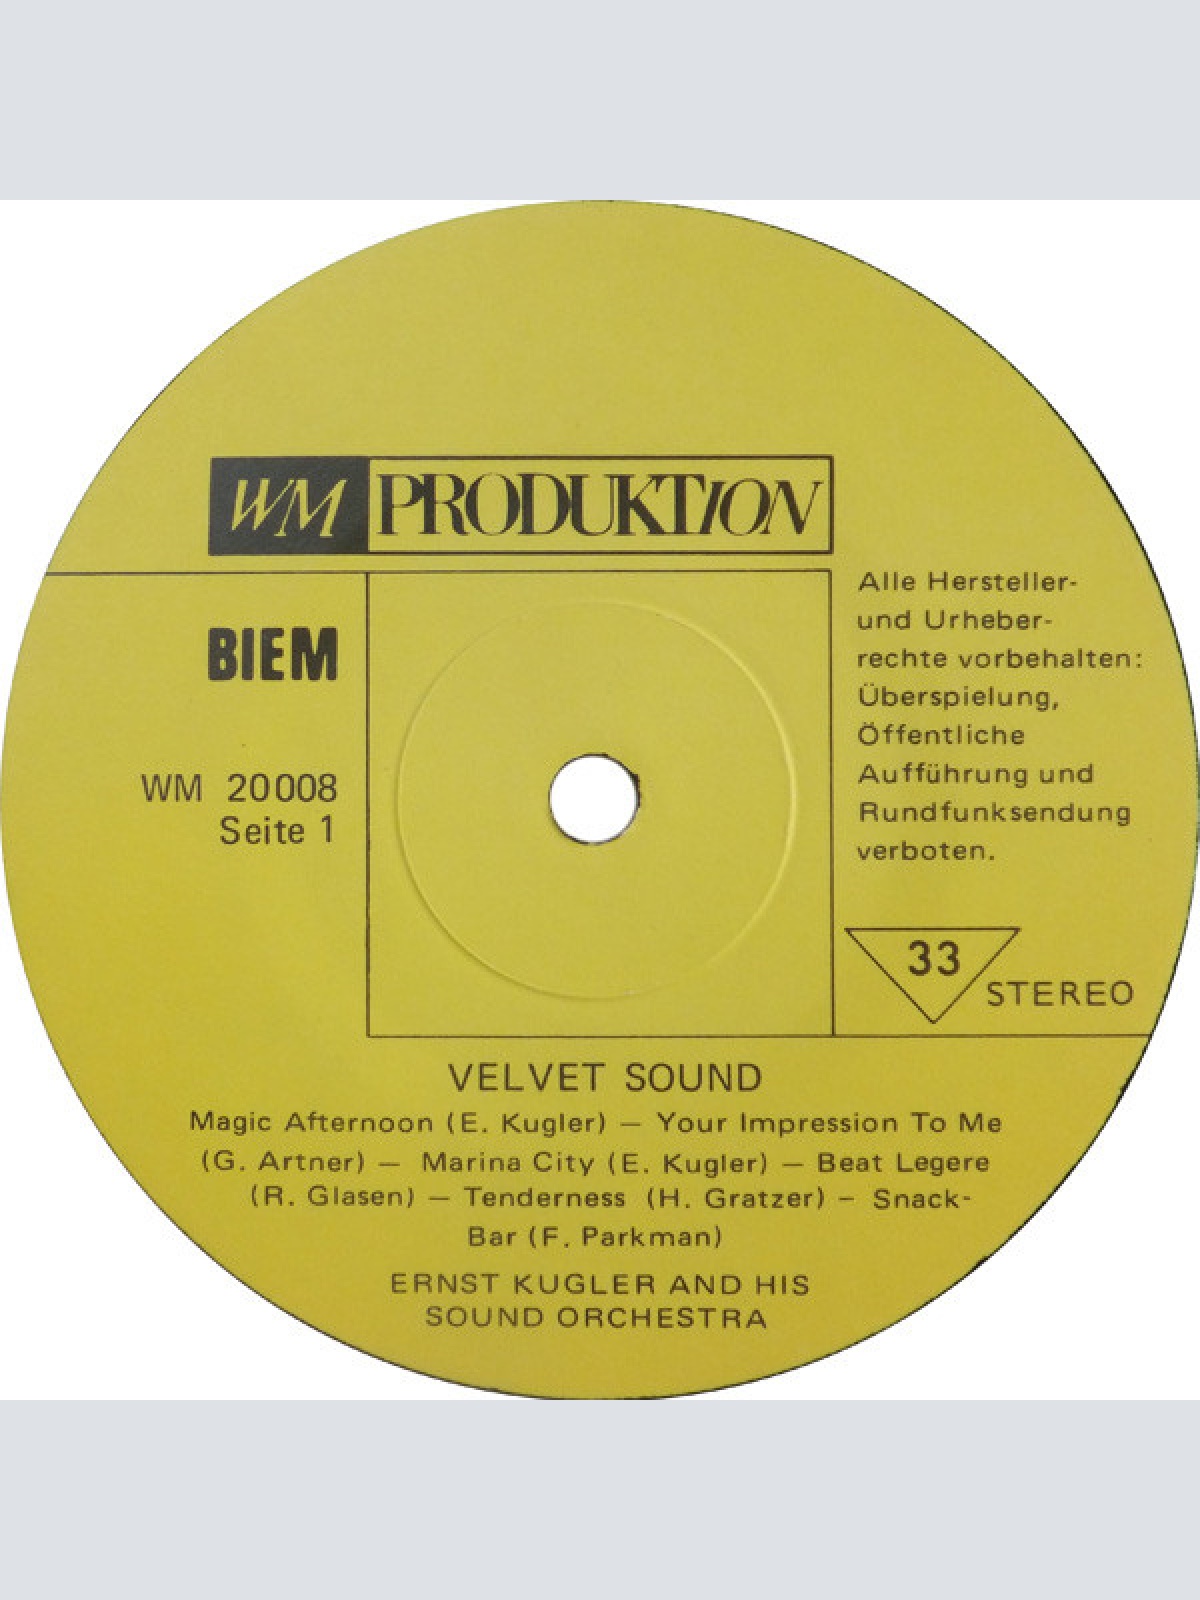 WM PRODUKTION
BIEM
WM 20008
Seite 1
Alle Hersteller-
und Urheber-
rechte vorbehalten:
Überspielung,
Öffentliche
Aufführung und
Rundfunksendung
verboten.
33
STEREO
VELVET SOUND
Magic Afternoon (E. Kugler) — Your Impression To Me
(G. Artner) — Marina City (E. Kugler) — Beat Legere
(R. Glasen) — Tenderness (H. Gratzer) – Snack-
Bar (F. Parkman)
ERNST KUGLER AND HIS
SOUND ORCHESTRA